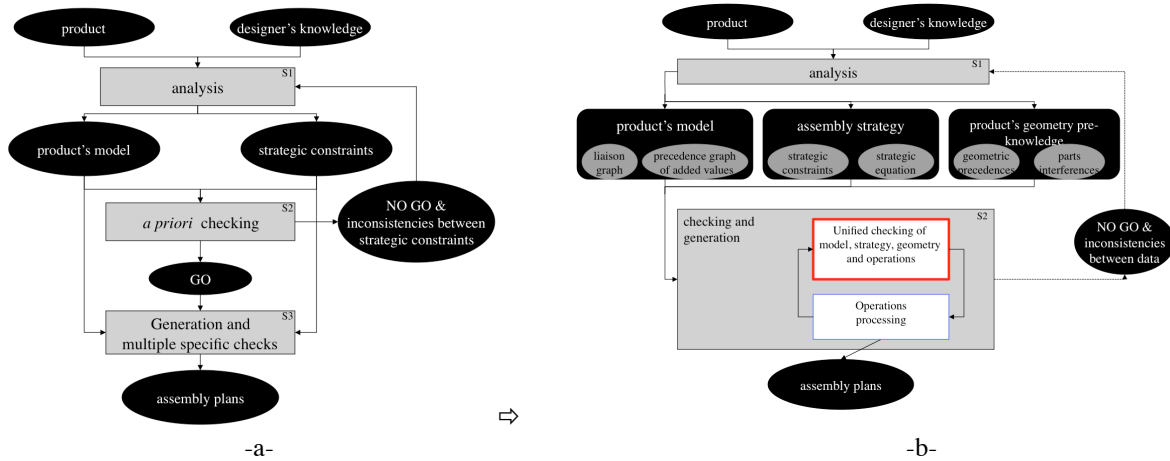 product
designer's knowledge
S1
analysis
product's model
strategic constraints
S2
a priori checking
NO GO &
inconsistencies between
strategic constraints
GO
S3
Generation and
multiple specific checks
assembly plans
⇨
-a-
product
designer's knowledge
S1
analysis
product's model
liaison
graph
precedence graph
of added values
assembly strategy
strategic
constraints
strategic
equation
product's geometry pre-
knowledge
geometric
precedences
parts
interferences
S2
checking and
generation
Unified checking of
model, strategy, geometry
and operations
Operations
processing
NO GO &
inconsistencies
between data
assembly plans
-b-